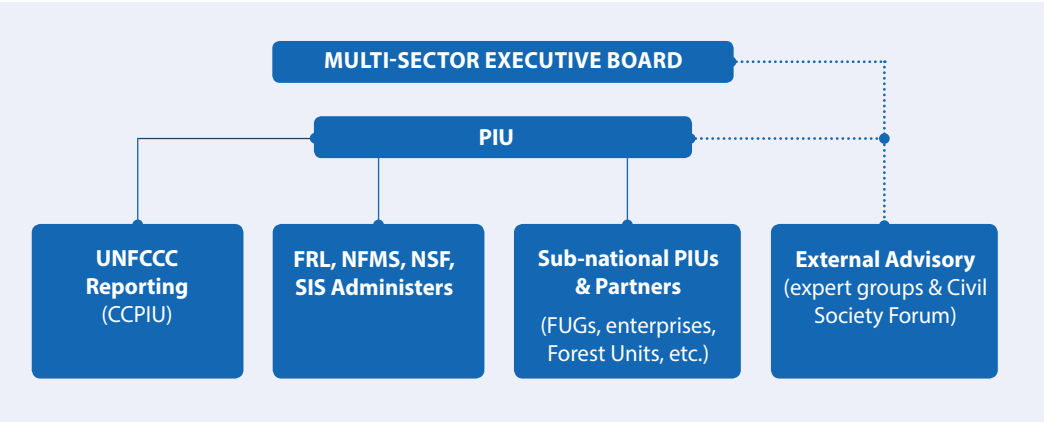 MULTI-SECTOR EXECUTIVE BOARD
PIU
UNFCCC
Reporting
(CCPIU)
FRL, NFMS, NSF,
SIS Administers
Sub-national PIUs
& Partners
(FUGs, enterprises,
Forest Units, etc.)
External Advisory
(expert groups & Civil
Society Forum)